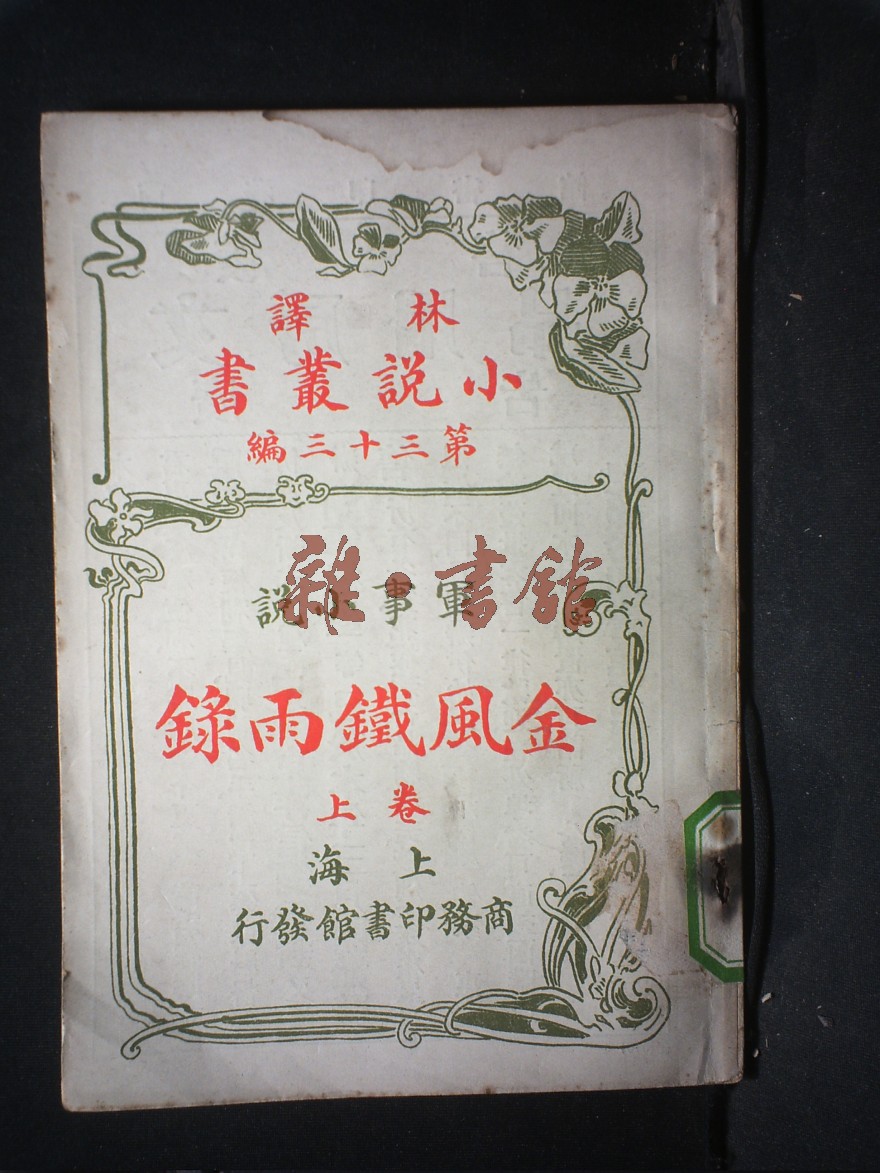 林譯
小說叢書
第三十三編
軍事小說
雜·書館
金風鐵雨錄
卷上
上海
商務印書館發行